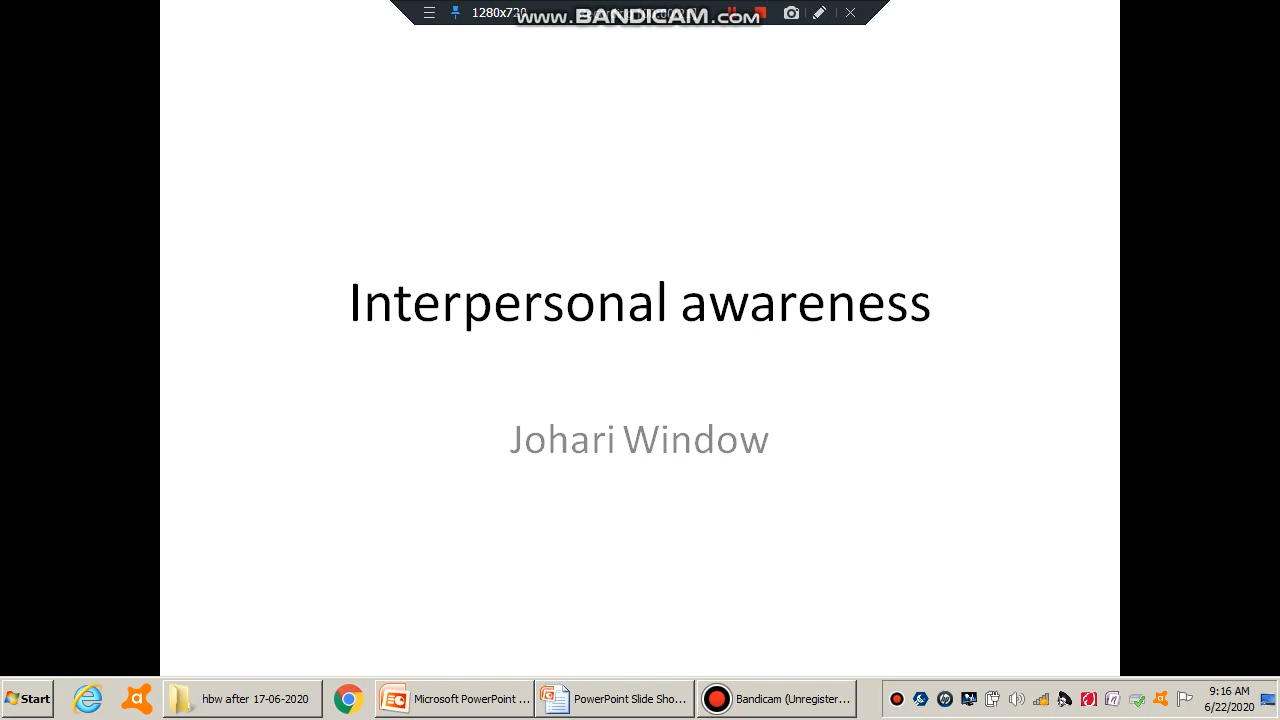 1280x720
www.BANDICAM.com
Interpersonal awareness
Johari Window
Start
hbw after 17-06-2020
Microsoft PowerPoint ...
PowerPoint Slide Sho...
Bandicam (Unregiste...
9:16 AM
6/22/2020